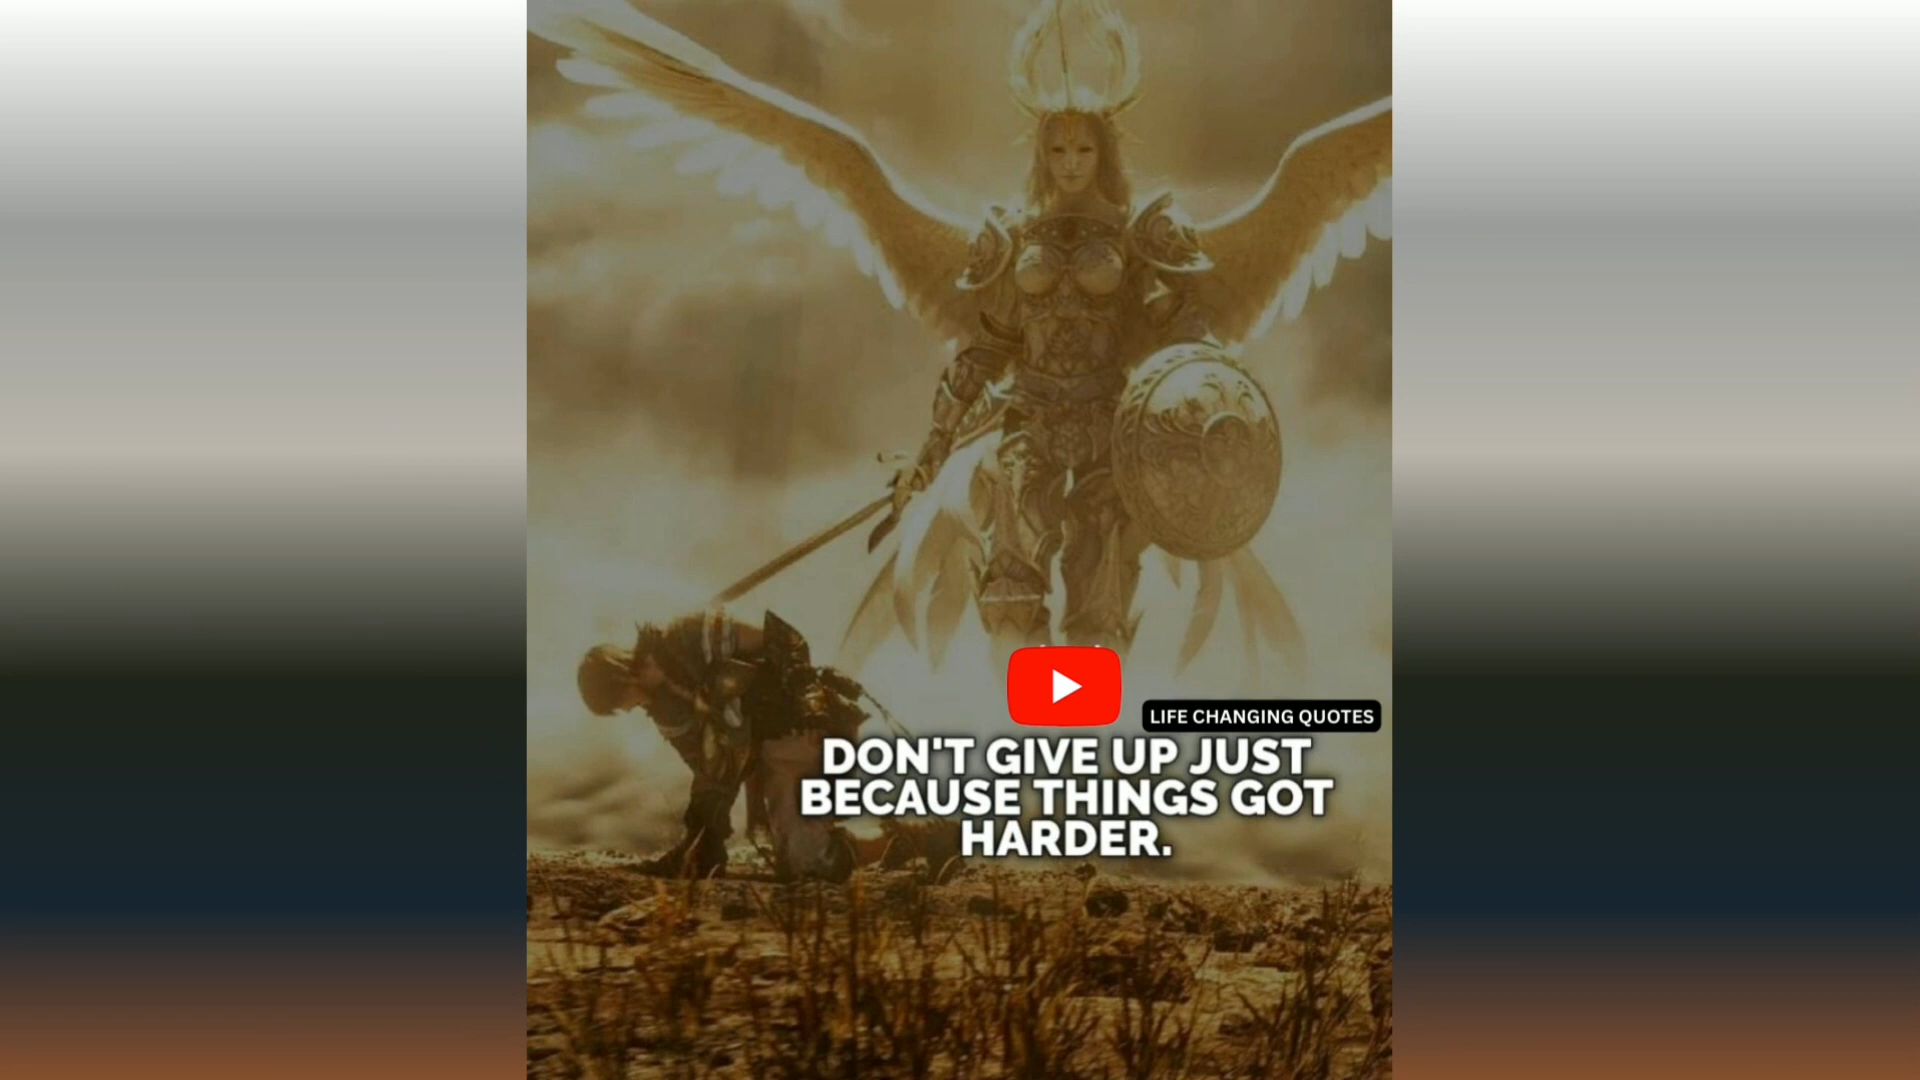 LIFE CHANGING QUOTES
DON'T GIVE UP JUST
BECAUSE THINGS GOT
HARDER.